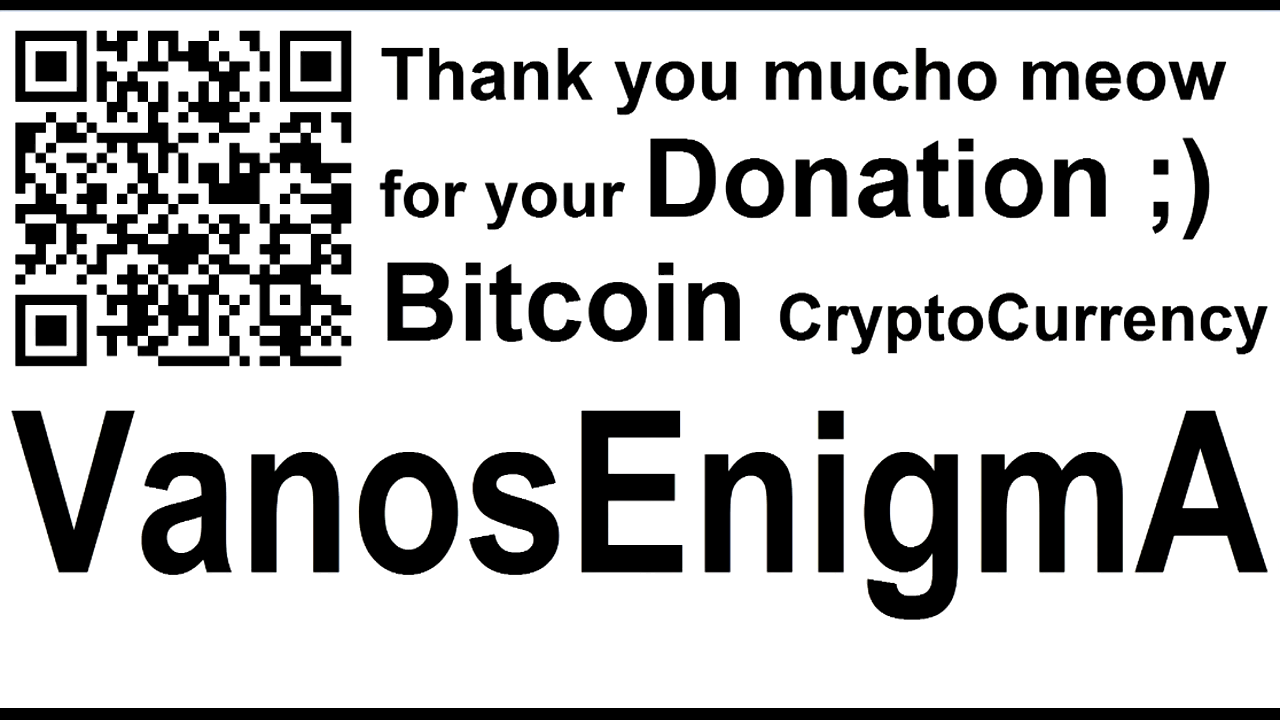 Thank you mucho meow
for your Donation ;)
Bitcoin CryptoCurrency
VanosEnigmA